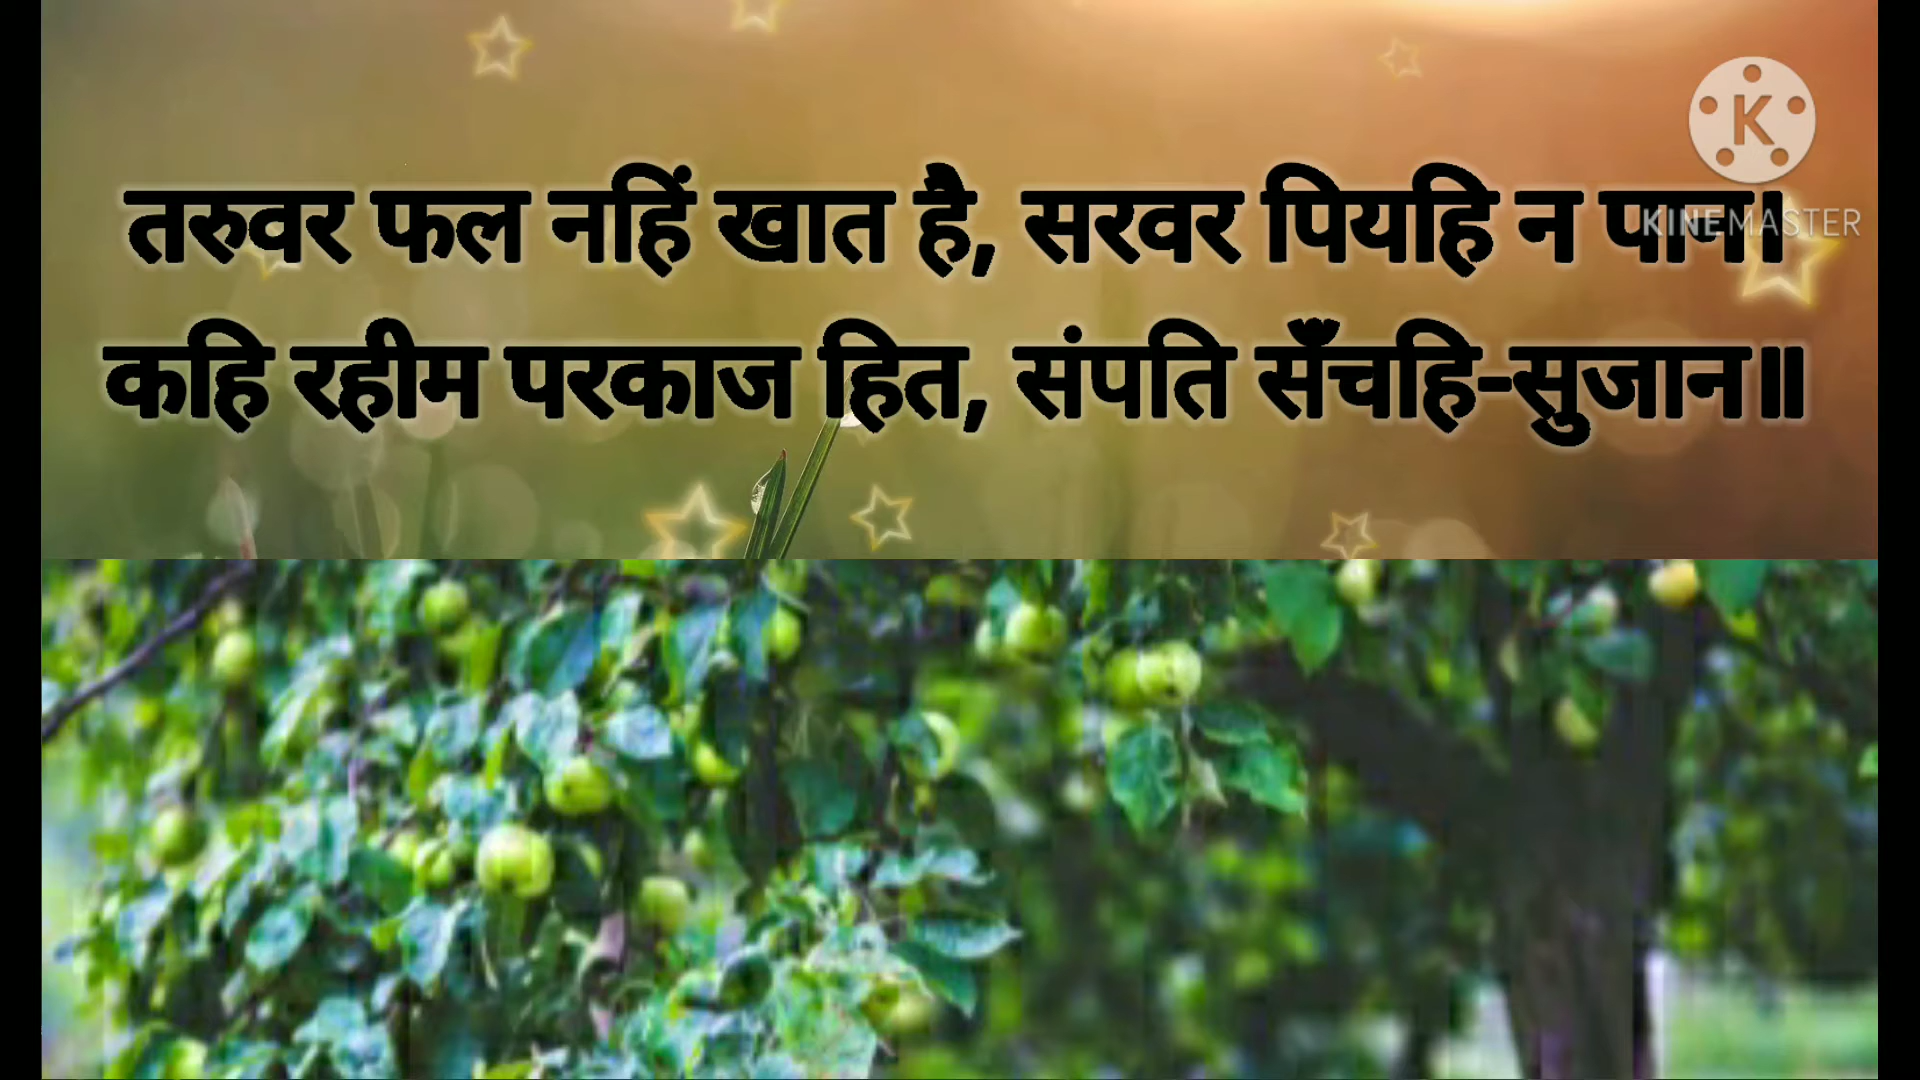 तरुवर फल नहिं खात है, सरवर पियहि न पान।
कहि रहीम परकाज हित, संपति सँचहि-सुजान॥
K
KINEMASTER